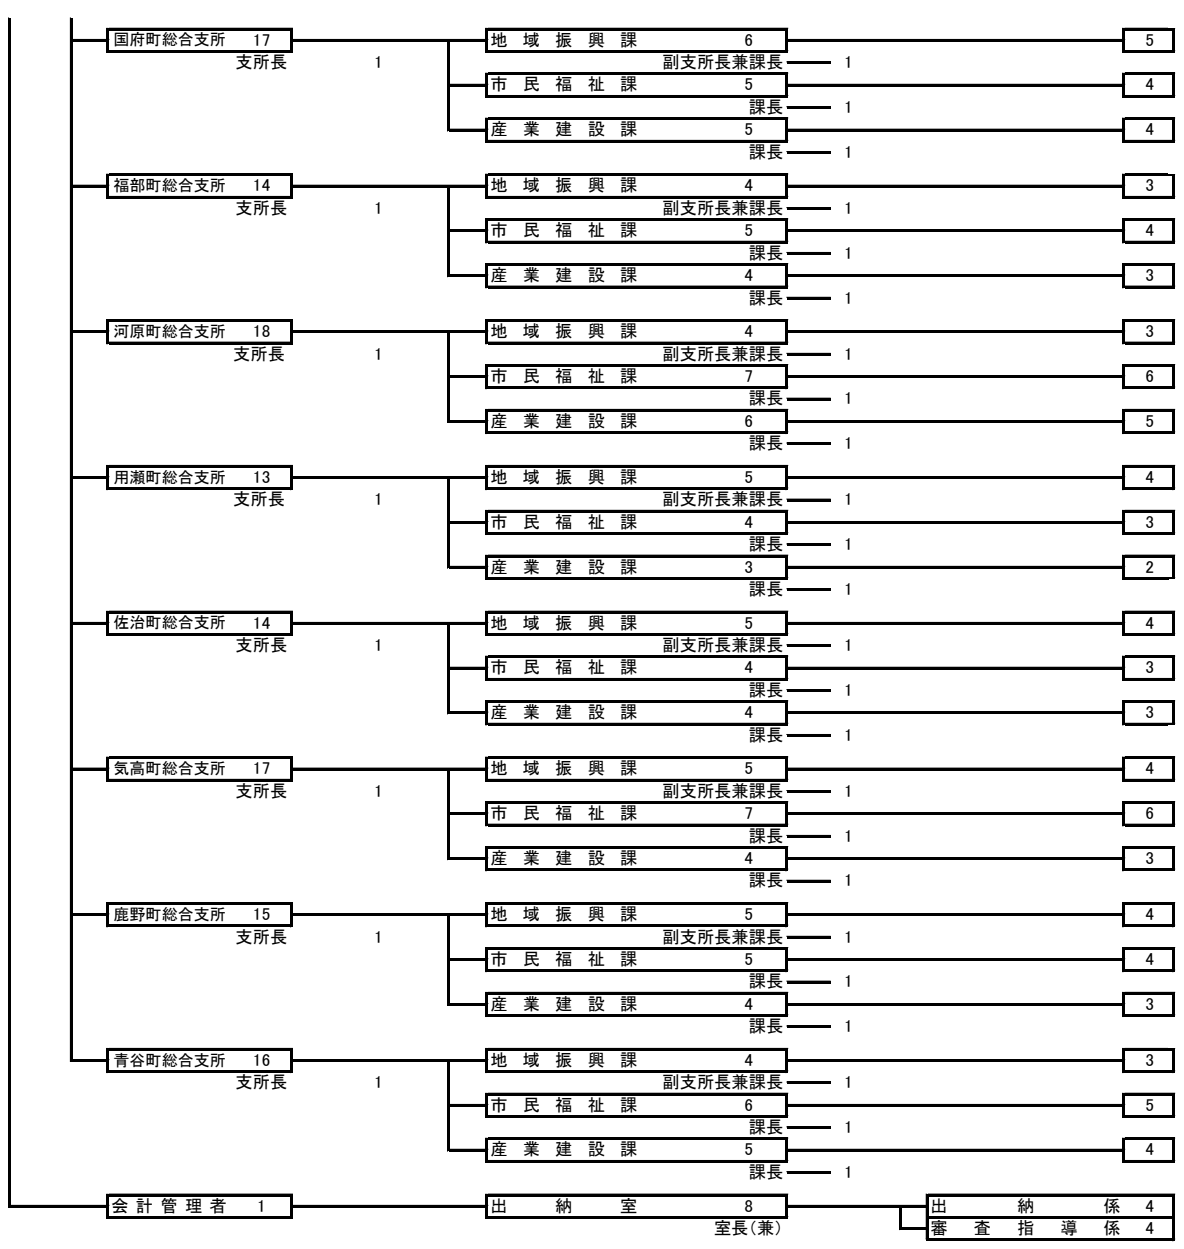 国府町総合支所 17 地域振興課 6 5
支所長 1 副支所長兼課長 1
市民福祉課 5 4
課長 1
産業建設課 5 4
課長 1
福部町総合支所 14 地域振興課 4 3
支所長 1 副支所長兼課長 1
市民福祉課 5 4
課長 1
産業建設課 4 3
課長 1
河原町総合支所 18 地域振興課 4 3
支所長 1 副支所長兼課長 1
市民福祉課 7 6
課長 1
産業建設課 6 5
課長 1
用瀬町総合支所 13 地域振興課 5 4
支所長 1 副支所長兼課長 1
市民福祉課 4 3
課長 1
産業建設課 3 2
課長 1
佐治町総合支所 14 地域振興課 5 4
支所長 1 副支所長兼課長 1
市民福祉課 4 3
課長 1
産業建設課 4 3
課長 1
気高町総合支所 17 地域振興課 5 4
支所長 1 副支所長兼課長 1
市民福祉課 7 6
課長 1
産業建設課 4 3
課長 1
鹿野町総合支所 15 地域振興課 5 4
支所長 1 副支所長兼課長 1
市民福祉課 5 4
課長 1
産業建設課 4 3
課長 1
青谷町総合支所 16 地域振興課 4 3
支所長 1 副支所長兼課長 1
市民福祉課 6 5
課長 1
産業建設課 5 4
課長 1
会計管理者 1 出納室 8 出納係 4
室長(兼) 審査指導係 4